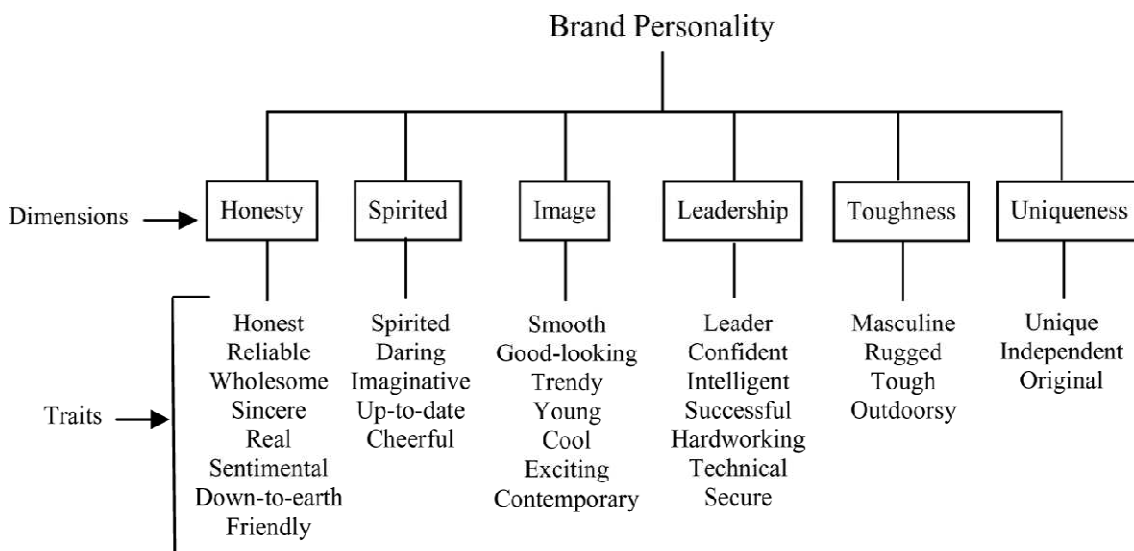 Brand Personality
Dimensions
Honesty
Spirited
Image
Leadership
Toughness
Uniqueness
Traits
Honest
Reliable
Wholesome
Sincere
Real
Sentimental
Down-to-earth
Friendly
Spirited
Daring
Imaginative
Up-to-date
Cheerful
Smooth
Good-looking
Trendy
Young
Cool
Exciting
Contemporary
Leader
Confident
Intelligent
Successful
Hardworking
Technical
Secure
Masculine
Rugged
Tough
Outdoorsy
Unique
Independent
Original